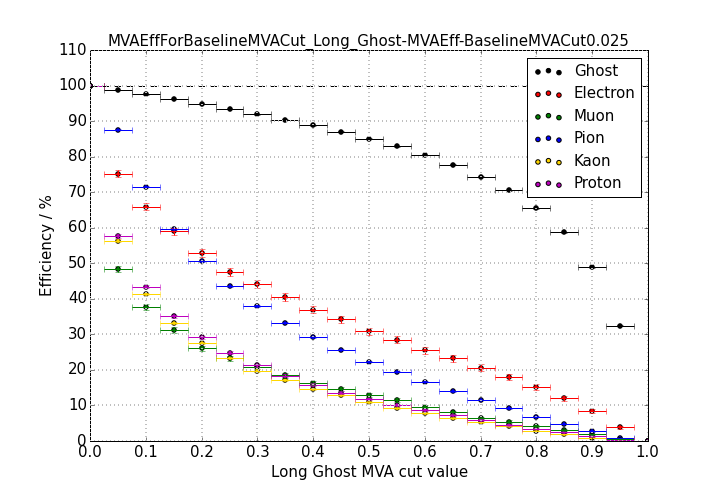 MVAEffForBaselineMVACut_Long_Ghost-MVAEff-BaselineMVACut0.025
110
100
90
80
70
60
50
40
30
20
10
0
Efficiency / %
Ghost
Electron
Muon
Pion
Kaon
Proton
0.0 0.1 0.2 0.3 0.4 0.5 0.6 0.7 0.8 0.9 1.0
Long Ghost MVA cut value